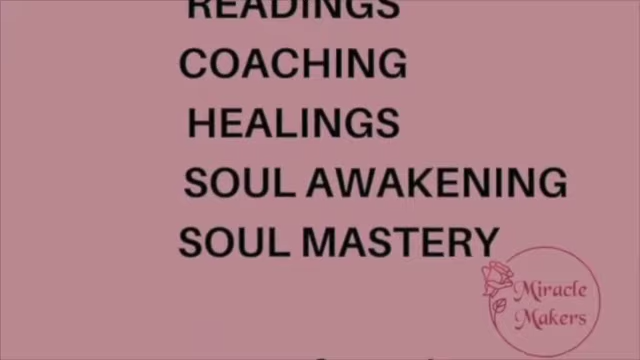 READINGS
COACHING
HEALINGS
SOUL AWAKENING
SOUL MASTERY
Miracle
Makers